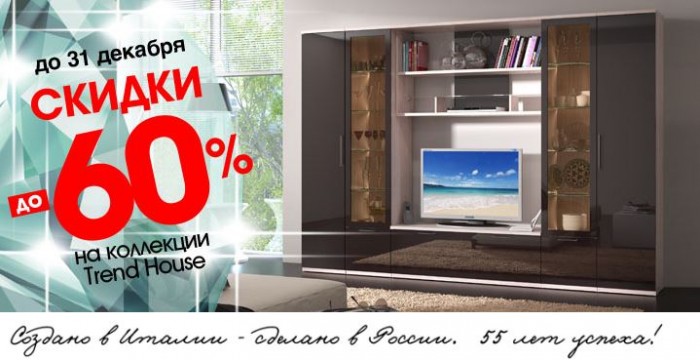 до 31 декабря
СКИДКИ
до 60%
на коллекции
Trend House
Создано в Италии - сделано в России. 55 лет успеха!